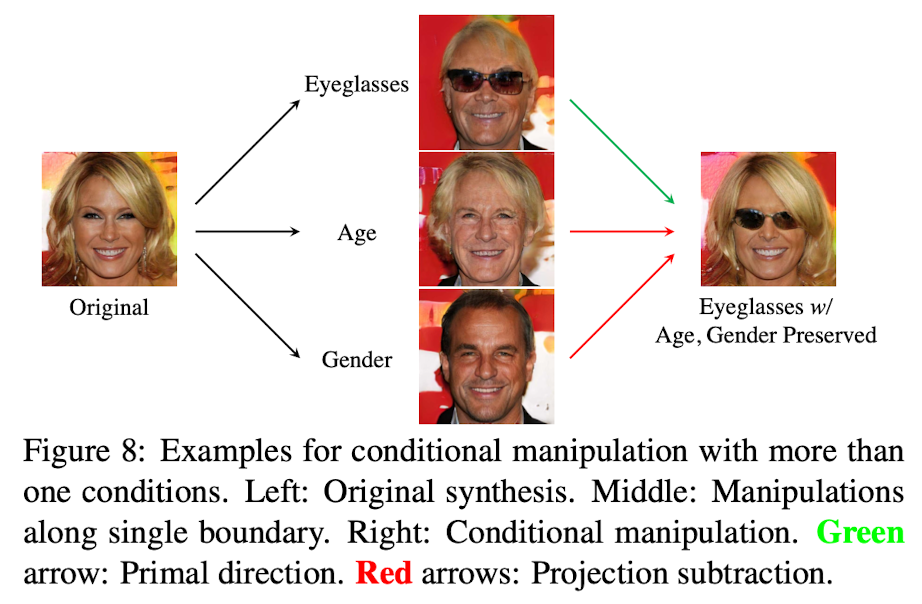 Eyeglasses
Age
Original
Gender
Eyeglasses w/
Age, Gender Preserved
Figure 8: Examples for conditional manipulation with more than
one conditions. Left: Original synthesis. Middle: Manipulations
along single boundary. Right: Conditional manipulation. Green
arrow: Primal direction. Red arrows: Projection subtraction.